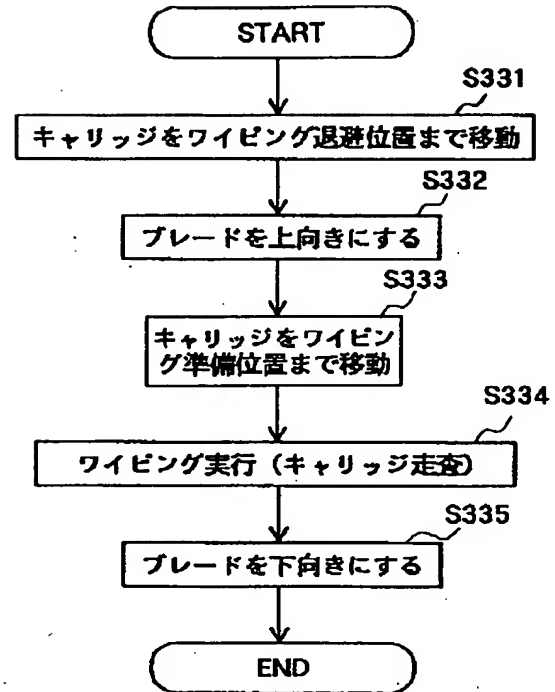 START
S331
キャリッジをワイピング退避位置まで移動
S332
ブレードを上向きにする
S333
キャリッジをワイピン
グ準備位置まで移動
S334
ワイピング実行（キャリッジ走査）
S335
ブレードを下向きにする
END